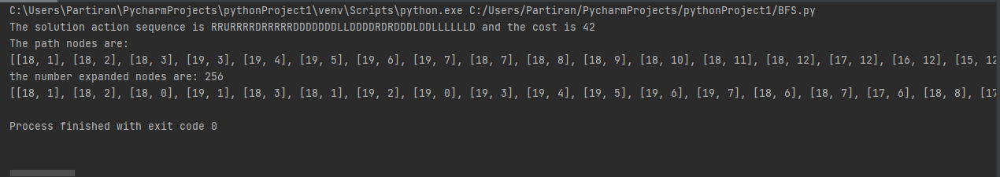 C:\Users\Partiran\PycharmProjects\pythonProject1\venv\Scripts\python.exe C:/Users/Partiran/PycharmProjects/pythonProject1/BFS.py
The solution action sequence is RRURRRRDRRRRRDDDDDDDLLDDDDRDRDDDLDDLLLLLLD and the cost is 42
The path nodes are:
[[18, 1], [18, 2], [18, 3], [19, 3], [19, 4], [19, 5], [19, 6], [19, 7], [18, 7], [18, 8], [18, 9], [18, 10], [18, 11], [18, 12], [17, 12], [16, 12], [15, 12
the number expanded nodes are: 256
[[18, 1], [18, 2], [18, 0], [19, 1], [18, 3], [18, 1], [19, 2], [19, 0], [19, 3], [19, 4], [19, 5], [19, 6], [19, 7], [18, 6], [18, 7], [17, 6], [18, 8], [17
Process finished with exit code 0